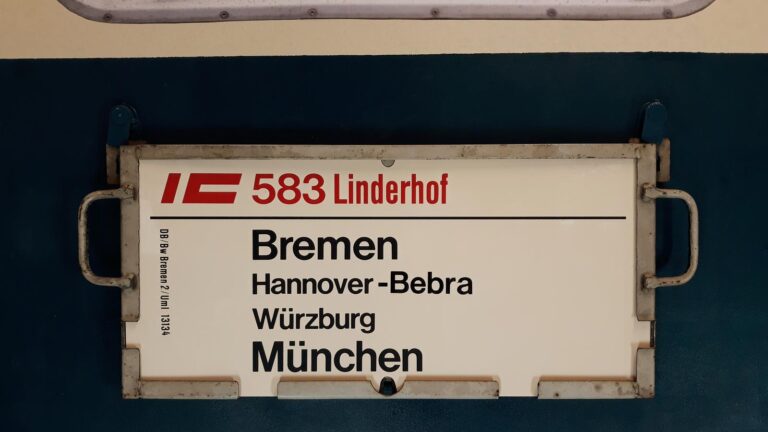 IC 583 Linderhof
Bremen
Hannover-Bebra
Würzburg
München
DB/Bw Bremen 2/Uml 13134